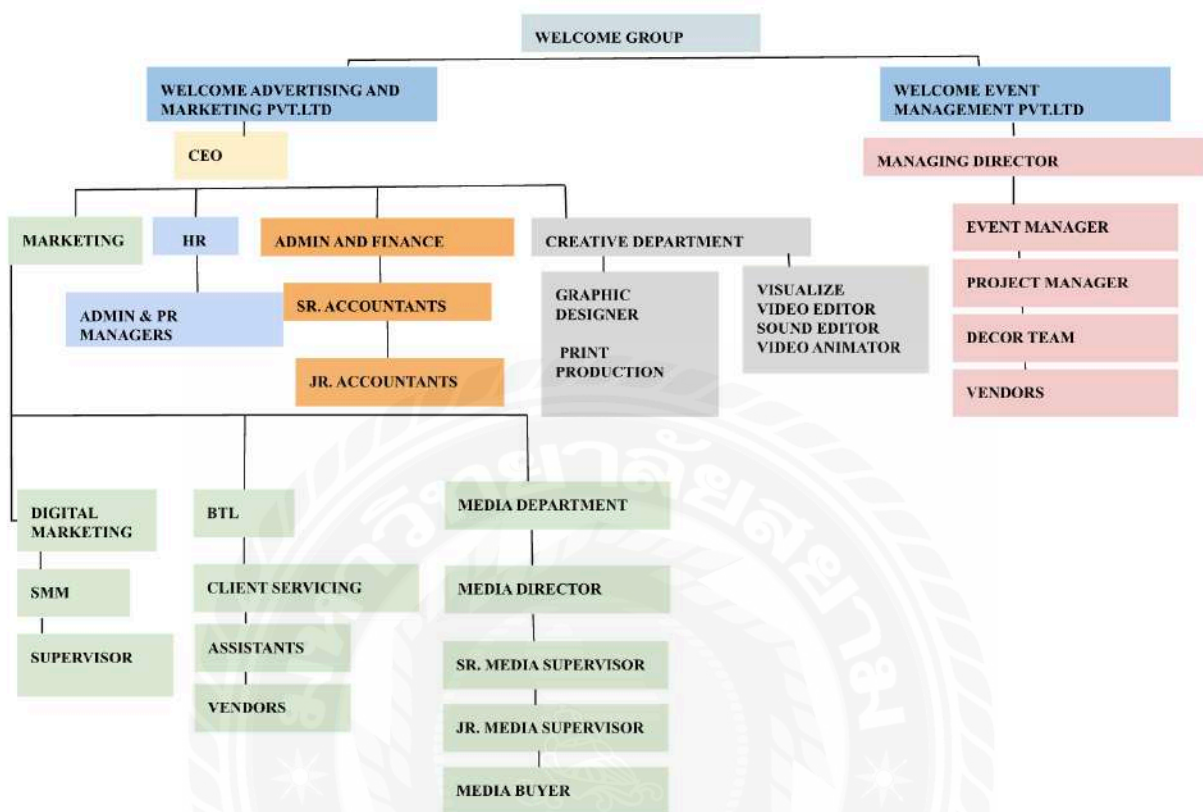 WELCOME GROUP
WELCOME ADVERTISING AND
MARKETING PVT.LTD
WELCOME EVENT
MANAGEMENT PVT.LTD
CEO
MANAGING DIRECTOR
MARKETING
HR
ADMIN AND FINANCE
CREATIVE DEPARTMENT
EVENT MANAGER
ADMIN & PR
MANAGERS
SR. ACCOUNTANTS
JR. ACCOUNTANTS
GRAPHIC
DESIGNER
PRINT
PRODUCTION
VISUALIZE
VIDEO EDITOR
SOUND EDITOR
VIDEO ANIMATOR
PROJECT MANAGER
DECOR TEAM
VENDORS
DIGITAL
MARKETING
SMM
SUPERVISOR
BTL
CLIENT SERVICING
ASSISTANTS
VENDORS
MEDIA DEPARTMENT
MEDIA DIRECTOR
SR. MEDIA SUPERVISOR
JR. MEDIA SUPERVISOR
MEDIA BUYER